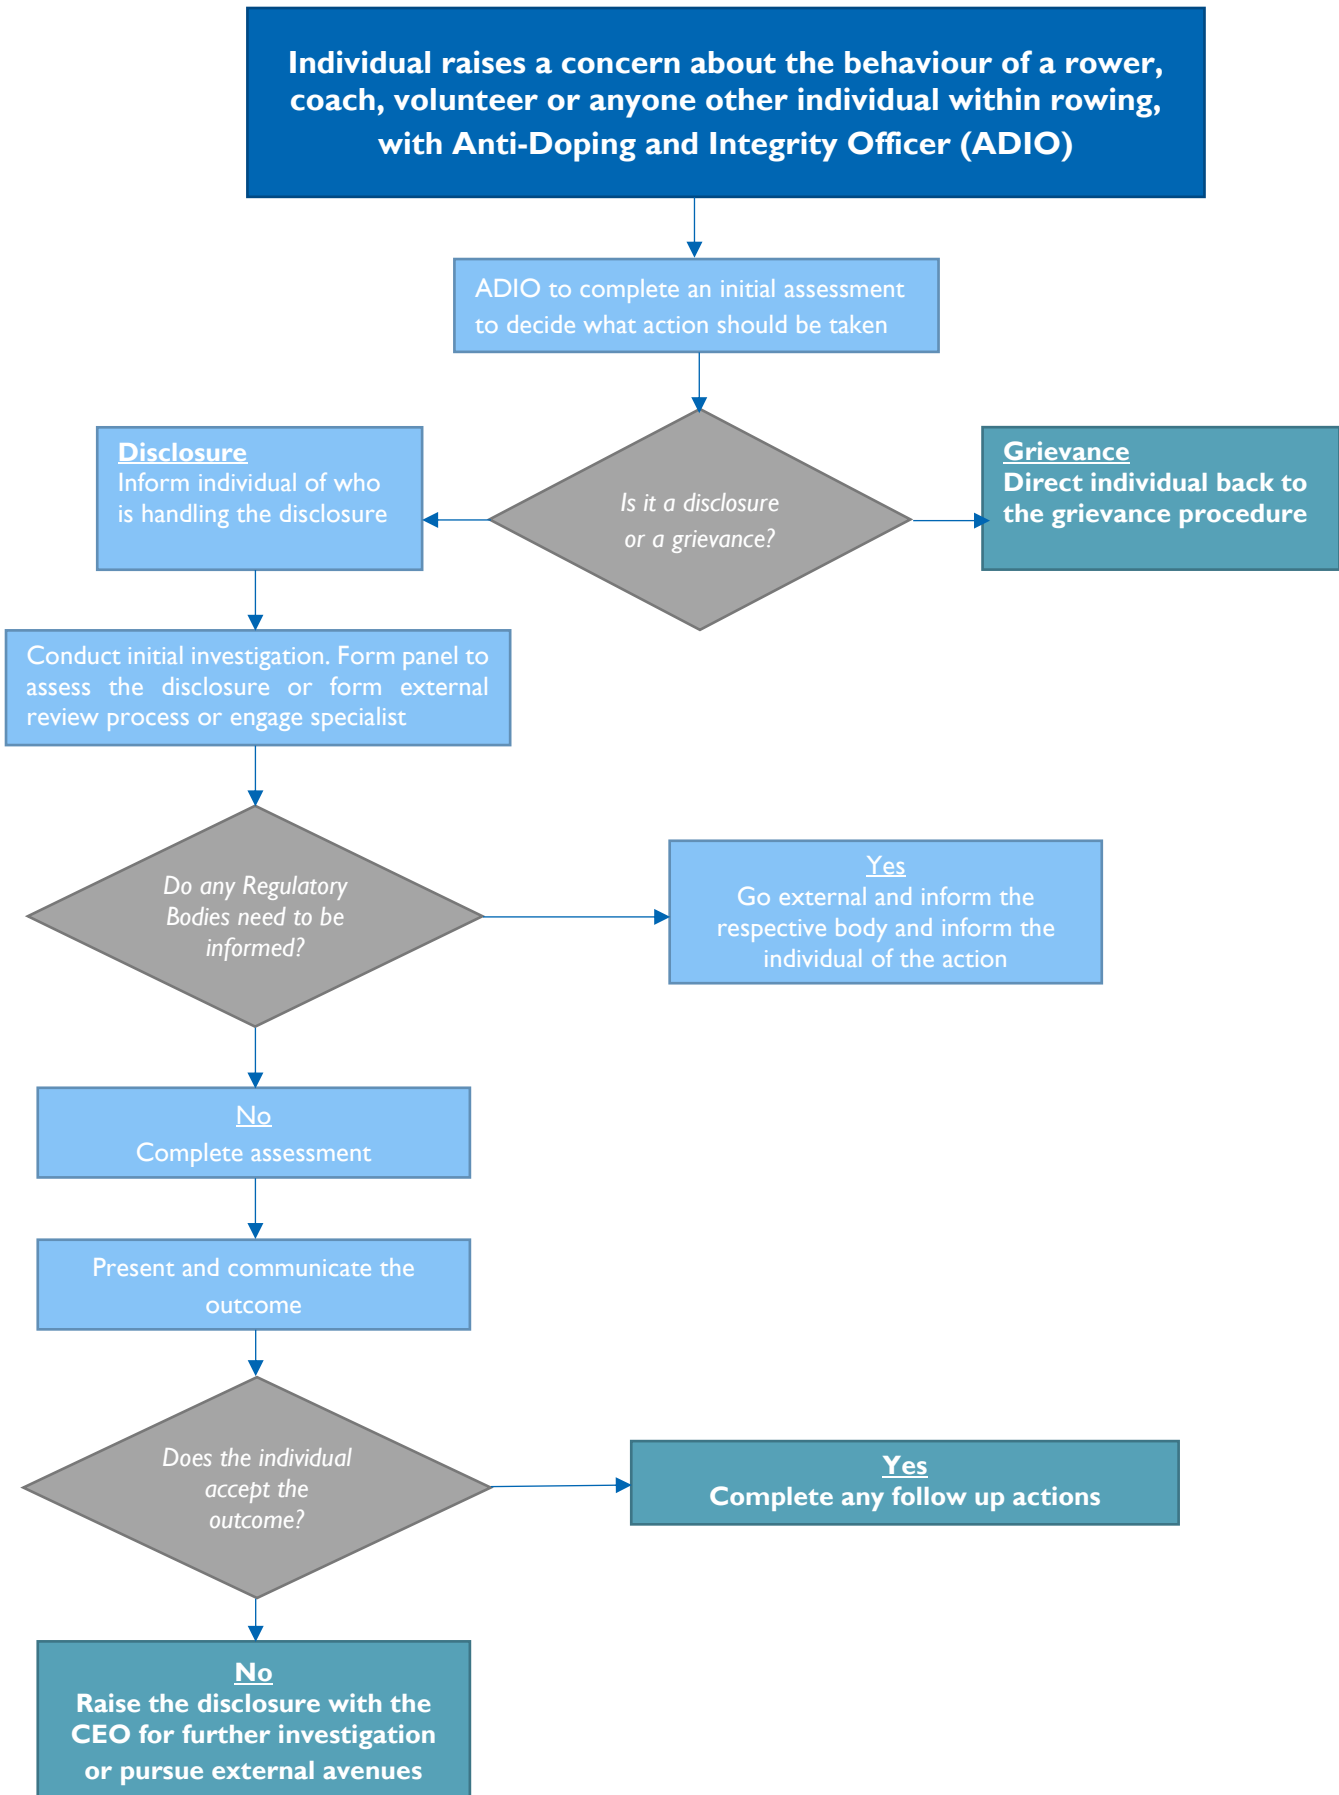 Individual raises a concern about the behaviour of a rower,
coach, volunteer or anyone other individual within rowing,
with Anti-Doping and Integrity Officer (ADIO)
ADIO to complete an initial assessment
to decide what action should be taken
Is it a disclosure
or a grievance?
Disclosure
Inform individual of who
is handling the disclosure
Grievance
Direct individual back to
the grievance procedure
Conduct initial investigation. Form panel to
assess the disclosure or form external
review process or engage specialist
Do any Regulatory
Bodies need to be
informed?
Yes
Go external and inform the
respective body and inform the
individual of the action
No
Complete assessment
Present and communicate the
outcome
Does the individual
accept the
outcome?
Yes
Complete any follow up actions
No
Raise the disclosure with the
CEO for further investigation
or pursue external avenues